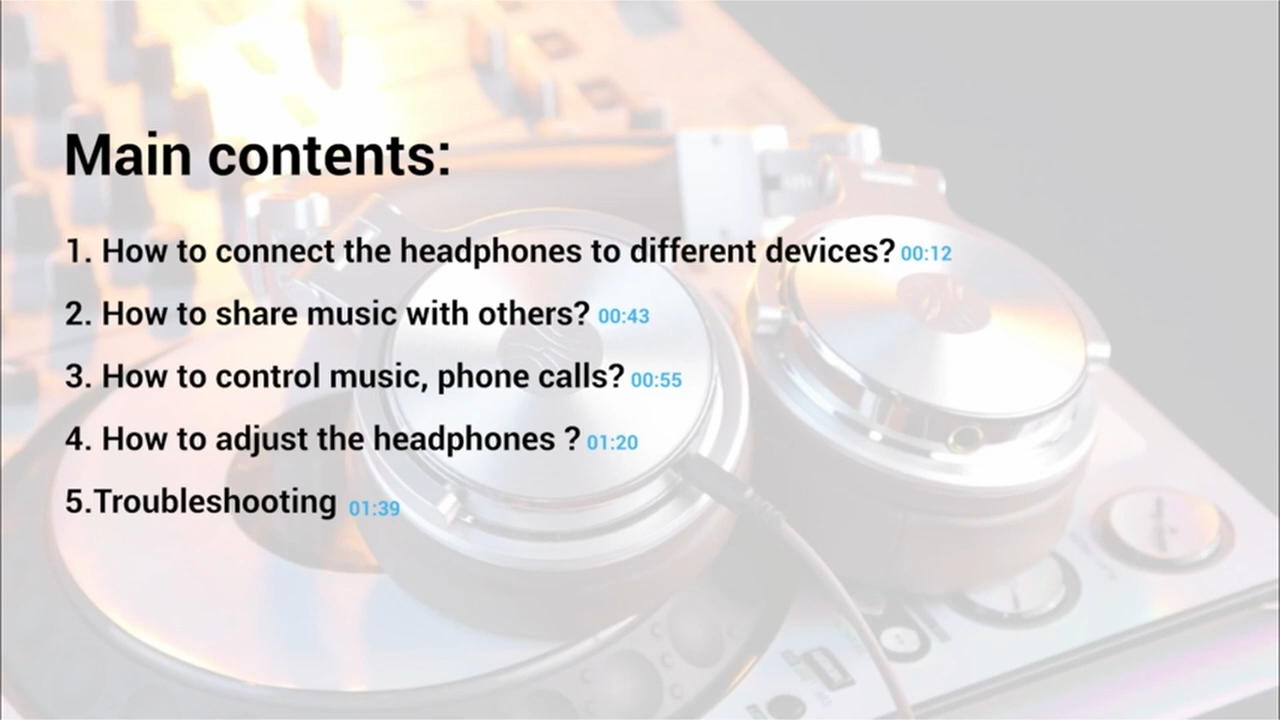 Main contents:
1. How to connect the headphones to different devices? 00:12
2. How to share music with others? 00:43
3. How to control music, phone calls? 00:55
4. How to adjust the headphones ? 01:20
5.Troubleshooting 01:39